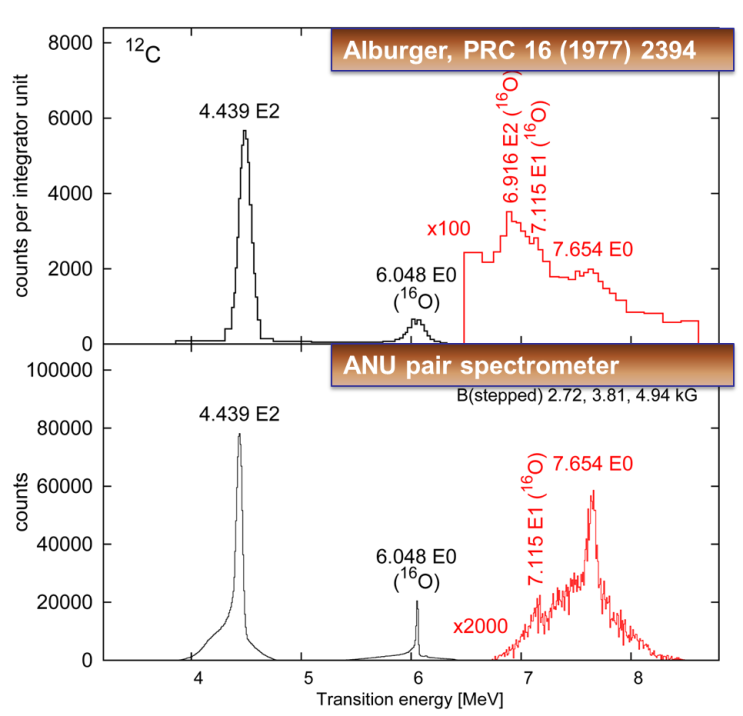 Alburger, PRC 16 (1977) 2394
¹²C
8000
6000
4000
2000
0
counts per integrator unit
4.439 E2
6.048 E0
(¹⁶O)
x100
6.916 E2 (¹⁶O)
7.115 E1 (¹⁶O)
7.654 E0
ANU pair spectrometer
B(stepped) 2.72, 3.81, 4.94 kG
100000
80000
60000
40000
20000
0
counts
4.439 E2
6.048 E0
(¹⁶O)
x2000
7.115 E1 (¹⁶O)
7.654 E0
4 5 6 7 8
Transition energy [MeV]